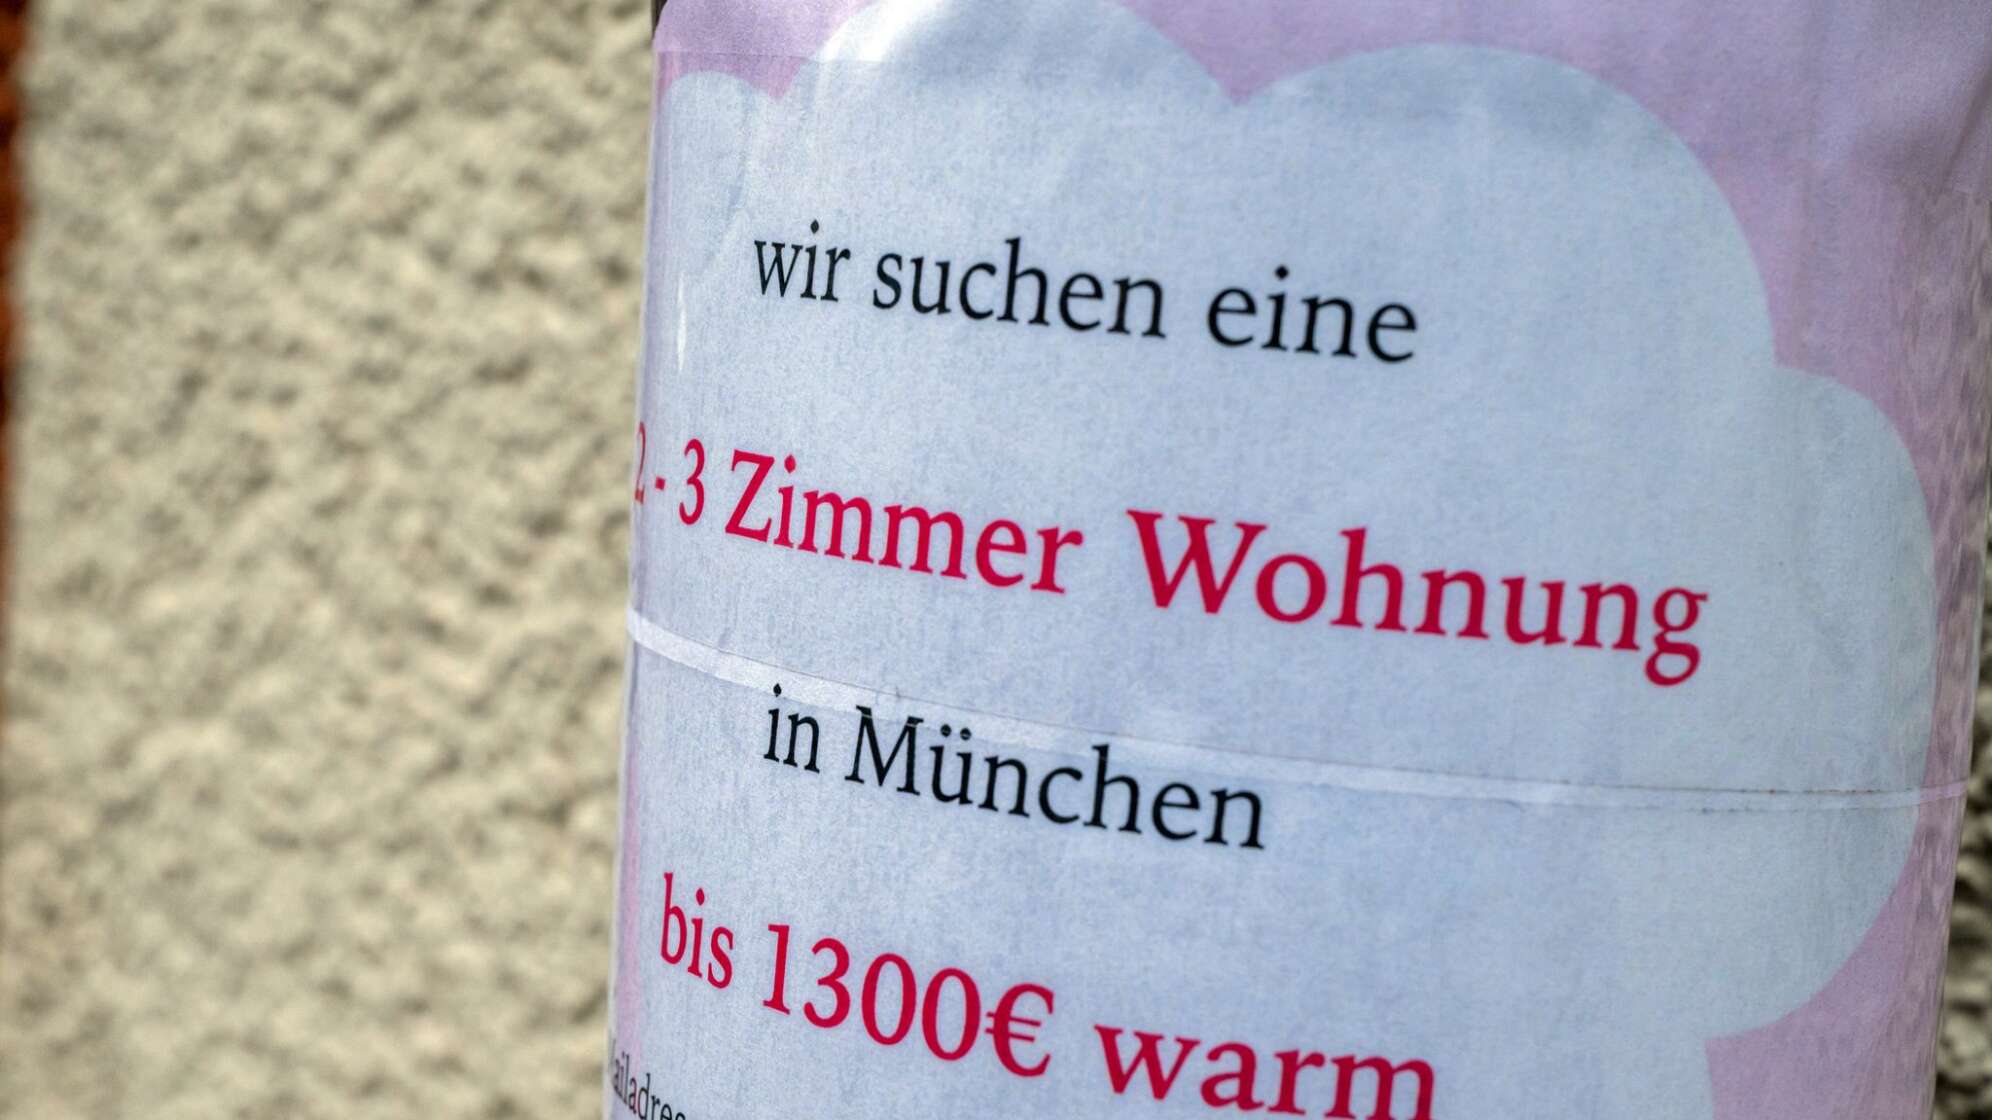 wir suchen eine
2 - 3 Zimmer Wohnung
in München
bis 1300€ warm